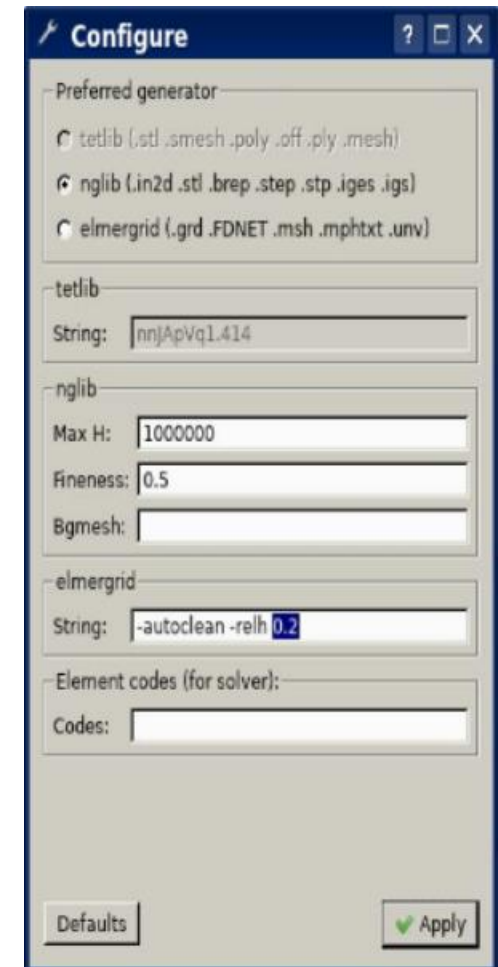 Configure
Preferred generator
tetlib (.stl .smesh .poly .off .ply .mesh)
nglib (.in2d .stl .brep .step .stp .iges .igs)
elmergrid (.grd .FDNET .msh .mphtxt .unv)
tetlib
String: nnJApVq1.414
nglib
Max H: 1000000
Fineness: 0.5
Bgmesh:
elmergrid
String: -autoclean -relh 0.2
Element codes (for solver):
Codes:
Defaults Apply